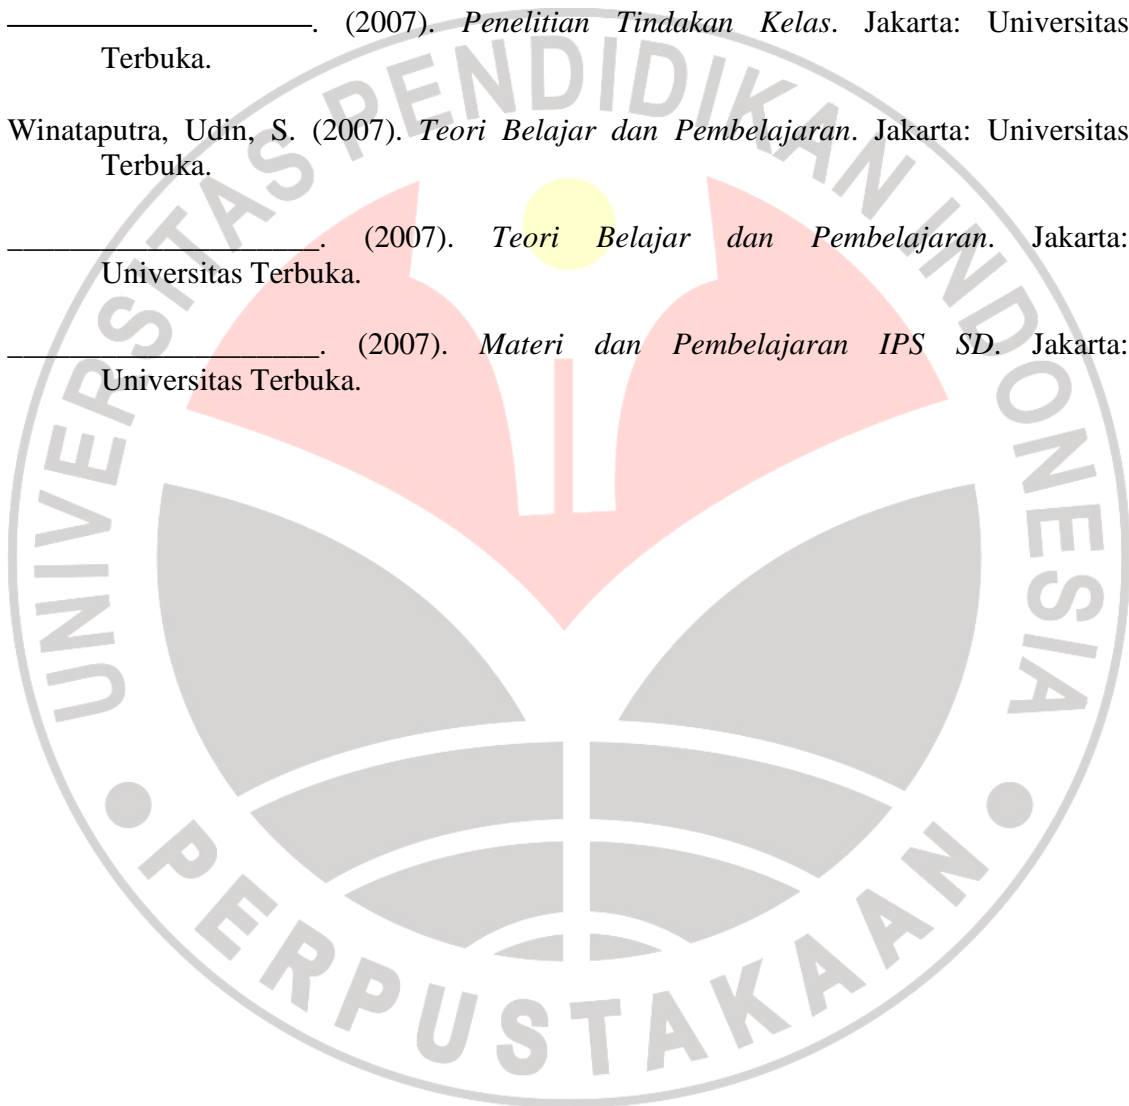 ____________________. (2007). Penelitian Tindakan Kelas. Jakarta: Universitas
Terbuka.
Winataputra, Udin, S. (2007). Teori Belajar dan Pembelajaran. Jakarta: Universitas
Terbuka.
____________________. (2007). Teori Belajar dan Pembelajaran. Jakarta:
Universitas Terbuka.
____________________. (2007). Materi dan Pembelajaran IPS SD. Jakarta:
Universitas Terbuka.
UNIVERSITAS PENDIDIKAN INDONESIA
PERPUSTAKAAN